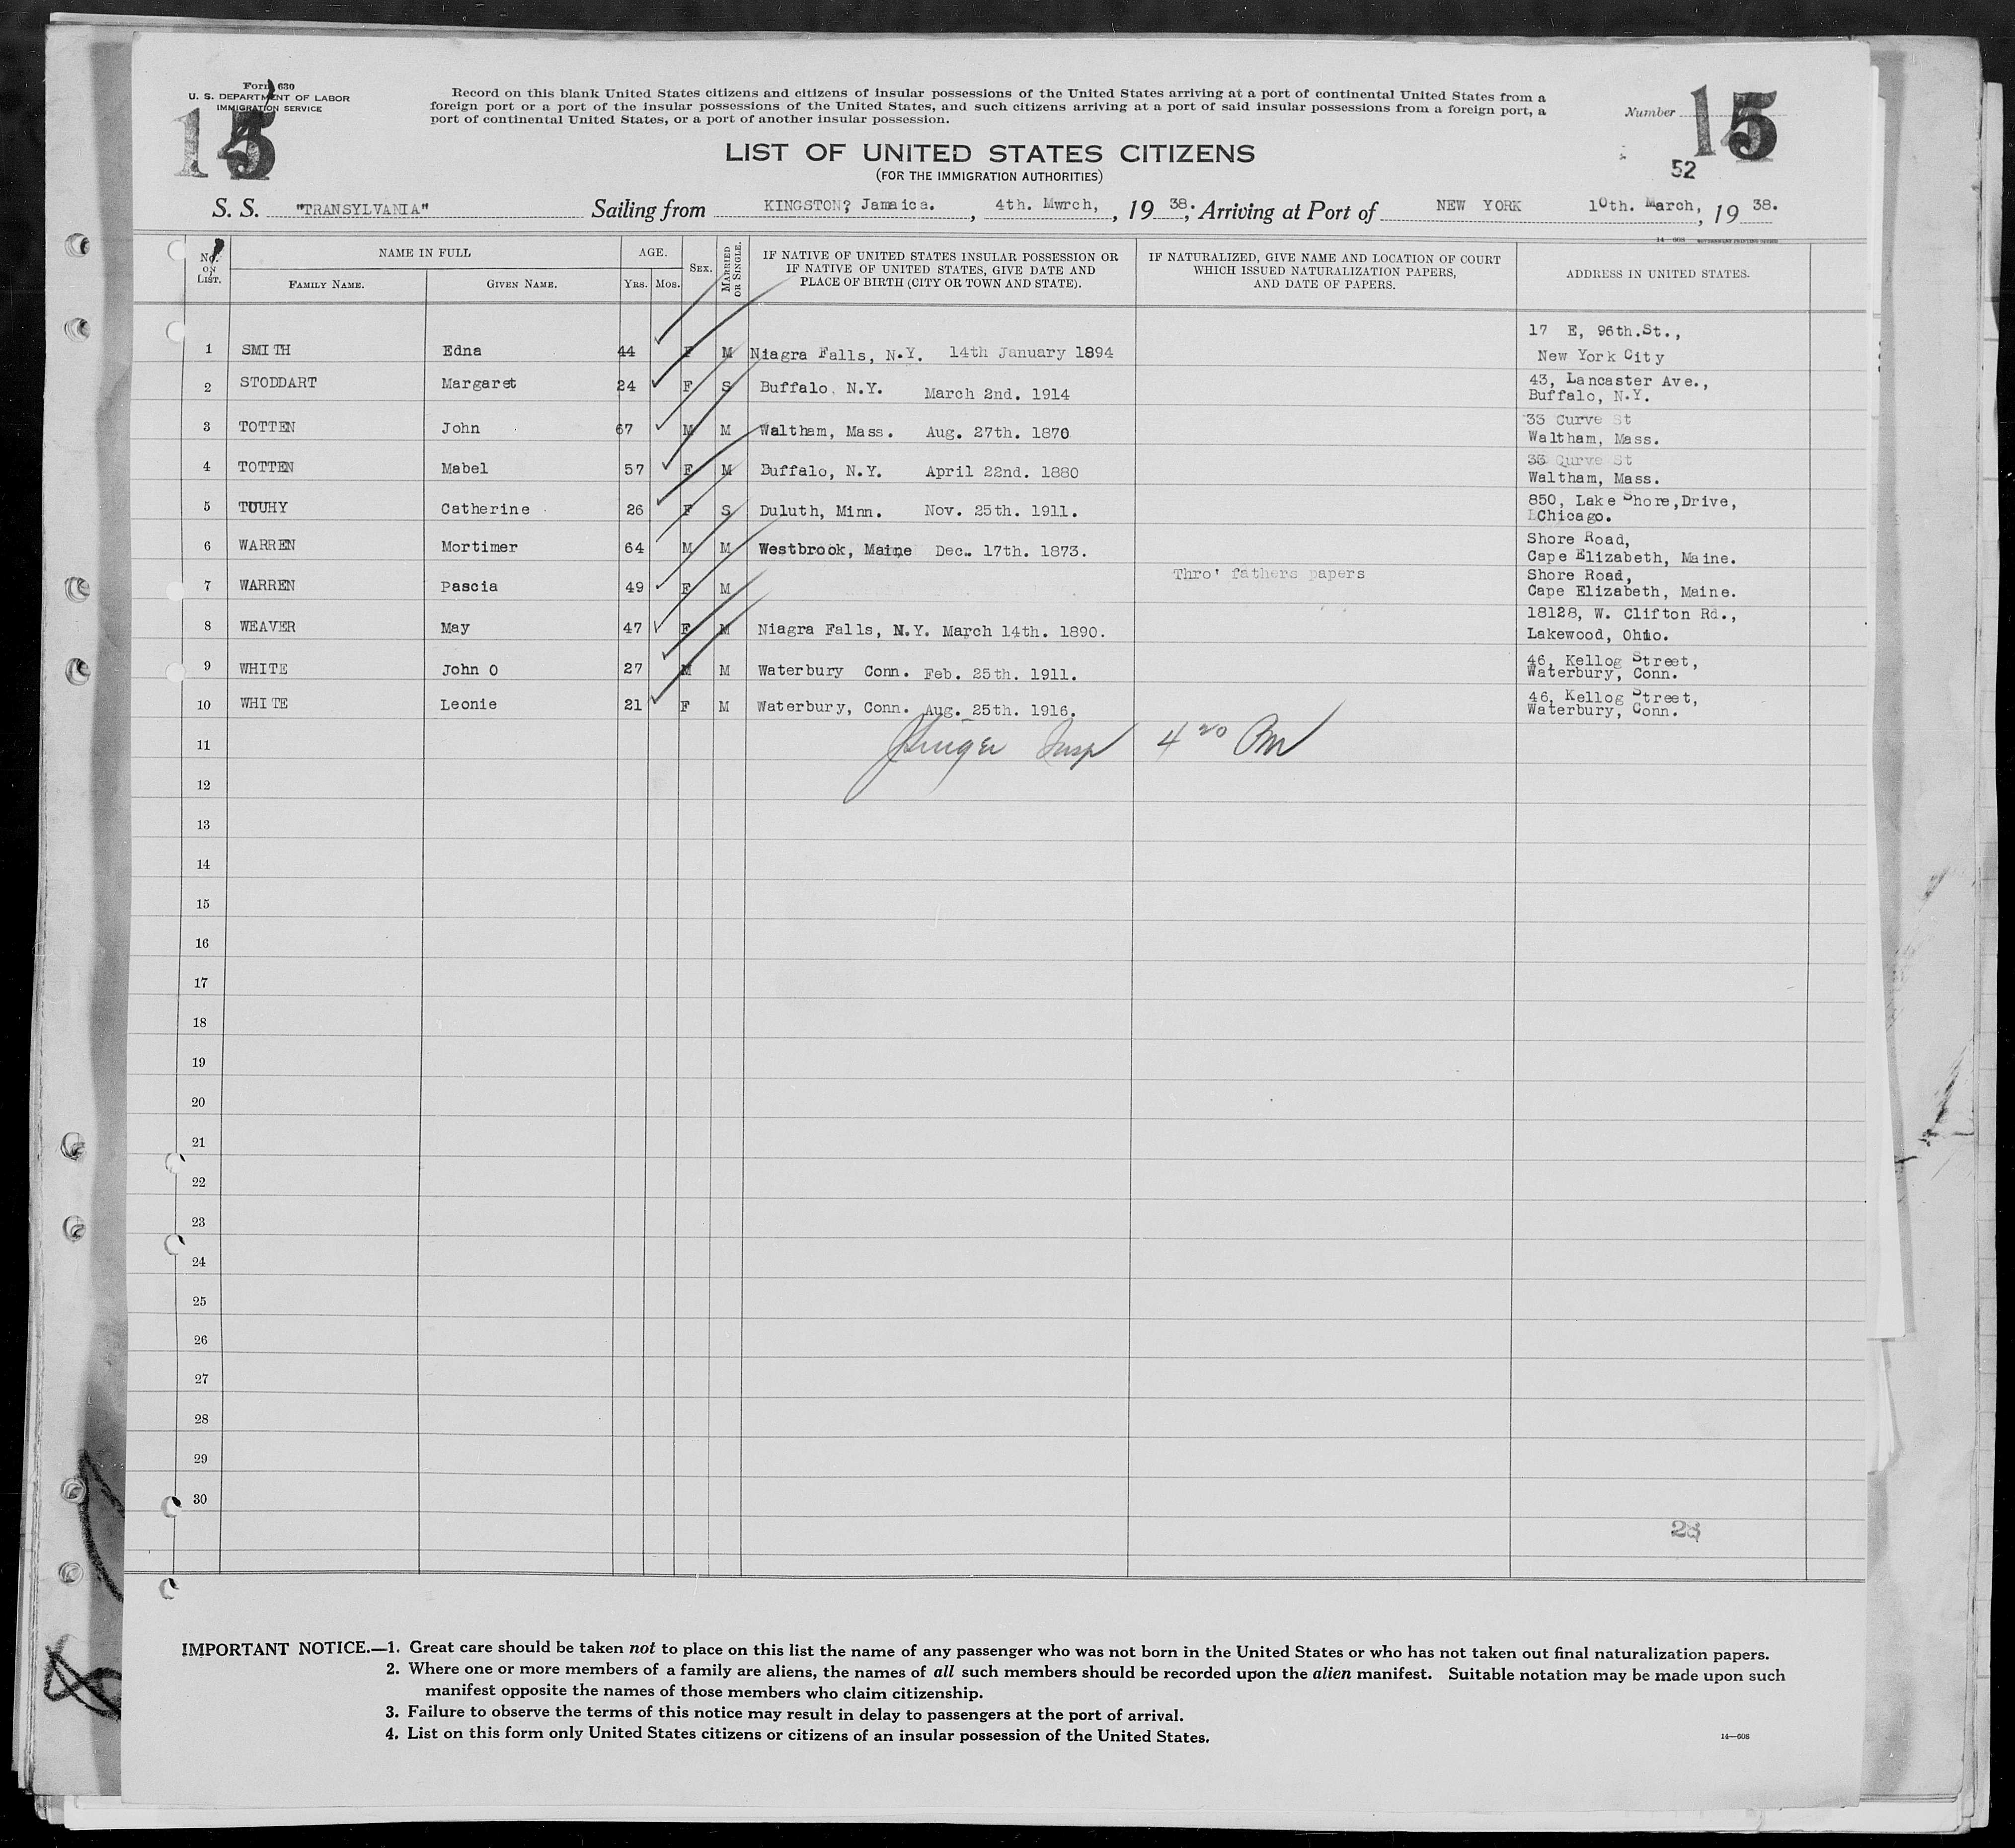 Form 630
U. S. DEPARTMENT OF LABOR
IMMIGRATION SERVICE
15
Record on this blank United States citizens and citizens of insular possessions of the United States arriving at a port of continental United States from a
foreign port or a port of the insular possessions of the United States, and such citizens arriving at a port of said insular possessions from a foreign port, a
port of continental United States, or a port of another insular possession.
Number 15
52
LIST OF UNITED STATES CITIZENS
(FOR THE IMMIGRATION AUTHORITIES)
S. S. "TRANSYLVANIA" Sailing from KINGSTON? Jamaica. , 4th. Mwrch, , 19 38. ; Arriving at Port of NEW YORK 10th. March, , 19 38.
No. ON LIST. NAME IN FULL AGE. SEX. MARRIED OR SINGLE. IF NATIVE OF UNITED STATES INSULAR POSSESSION OR IF NATIVE OF UNITED STATES, GIVE DATE AND PLACE OF BIRTH (CITY OR TOWN AND STATE). IF NATURALIZED, GIVE NAME AND LOCATION OF COURT WHICH ISSUED NATURALIZATION PAPERS, AND DATE OF PAPERS. ADDRESS IN UNITED STATES.
FAMILY NAME. GIVEN NAME. YRS. MOS.
1 SMITH Edna 44 F M Niagra Falls, N.Y. 14th January 1894 17 E, 96th.St., New York City
2 STODDART Margaret 24 F S Buffalo. N.Y. March 2nd. 1914 43, Lancaster Ave., Buffalo, N.Y.
3 TOTTEN John 67 M M Waltham, Mass. Aug. 27th. 1870 33 Curve St Waltham, Mass.
4 TOTTEN Mabel 57 F M Buffalo, N.Y. April 22nd. 1880 33 Curve St Waltham, Mass.
5 TUUHY Catherine 26 F S Duluth, Minn. Nov. 25th. 1911. 850, Lake Shore,Drive, Chicago.
6 WARREN Mortimer 64 M M Westbrook, Maine Dec. 17th. 1873. Shore Road, Cape Elizabeth, Maine.
7 WARREN Pascia 49 F M Thro' fathers papers Shore Road, Cape Elizabeth, Maine.
8 WEAVER May 47 F M Niagra Falls, N.Y. March 14th. 1890. 18128, W. Clifton Rd., Lakewood, Ohio.
9 WHITE John O 27 M M Waterbury Conn. Feb. 25th. 1911. 46, Kellog Street, Waterbury, Conn.
10 WHITE Leonie 21 F M Waterbury, Conn. Aug. 25th. 1916. 46, Kellog Street, Waterbury, Conn.
11 Insp 4 20 PM
12
13
14
15
16
17
18
19
20
21
22
23
24
25
26
27
28
29
30
IMPORTANT NOTICE.—1. Great care should be taken not to place on this list the name of any passenger who was not born in the United States or who has not taken out final naturalization papers.
2. Where one or more members of a family are aliens, the names of all such members should be recorded upon the alien manifest. Suitable notation may be made upon such
manifest opposite the names of those members who claim citizenship.
3. Failure to observe the terms of this notice may result in delay to passengers at the port of arrival.
4. List on this form only United States citizens or citizens of an insular possession of the United States.
14—608